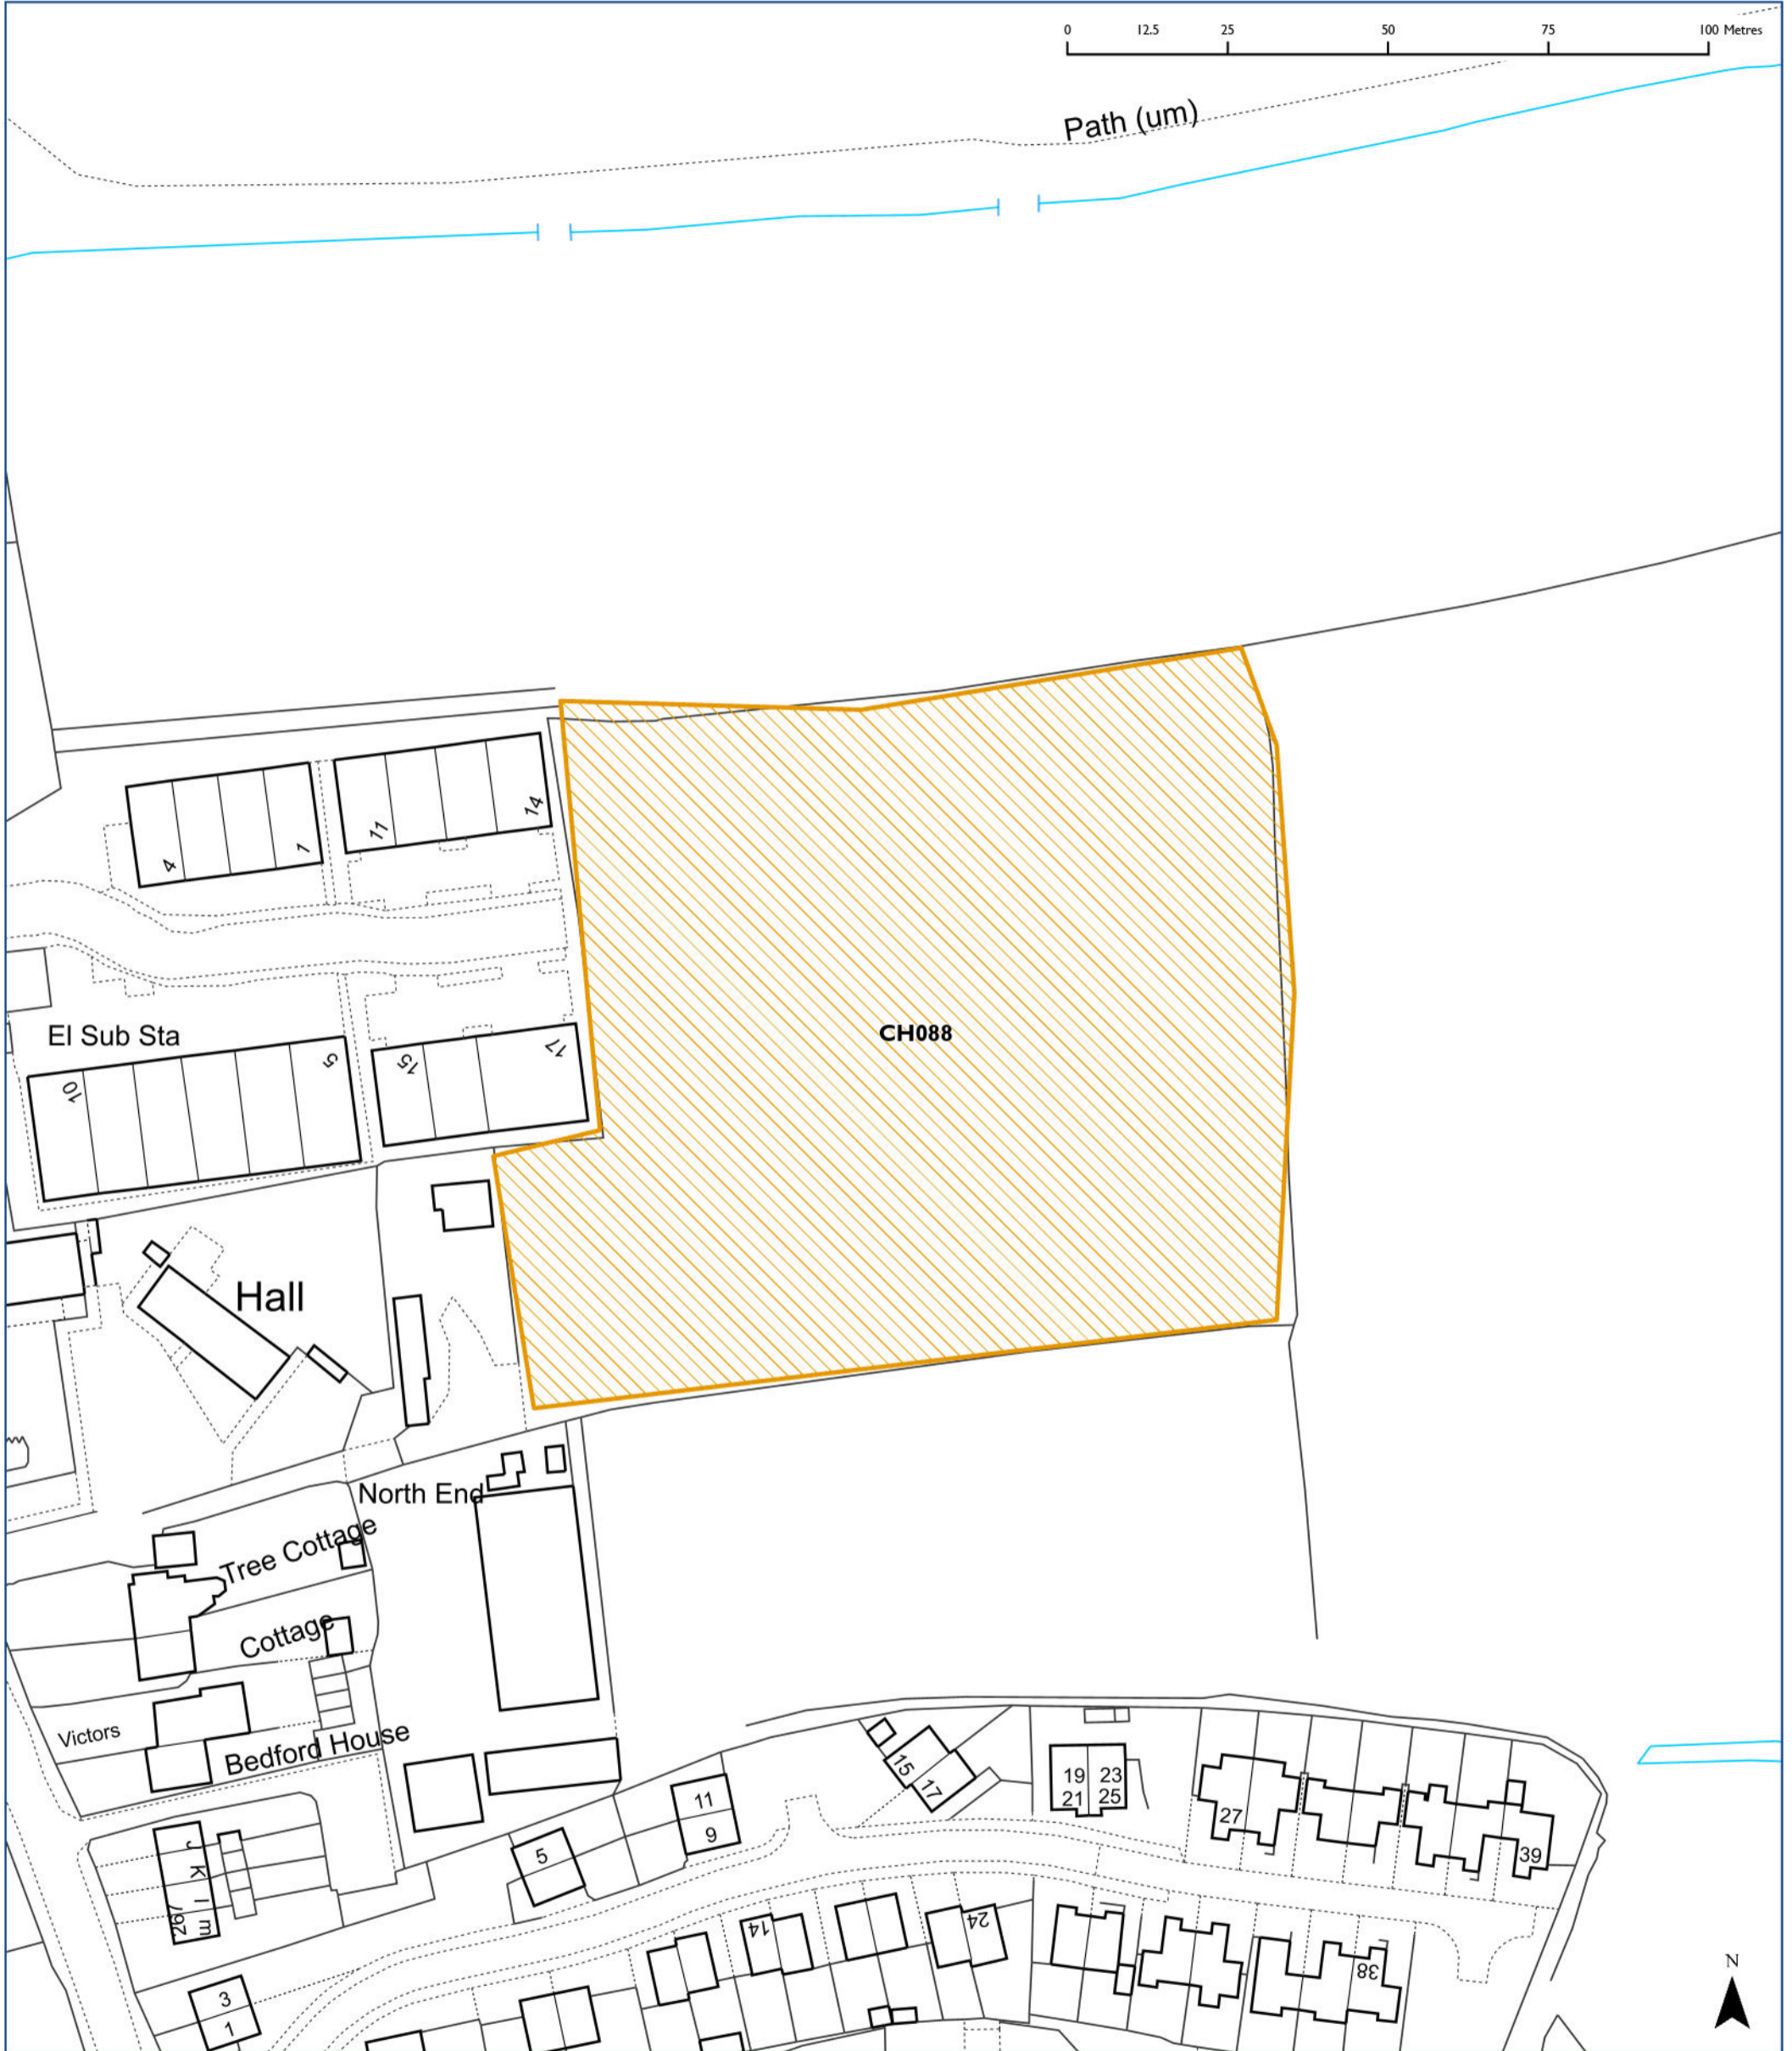 0 12.5 25 50 75 100 Metres
Path (um)
4 1 11 14
El Sub Sta
10 5 15 17
CH088
Hall
North End
Tree Cottage
Cottage
Victors
Bedford House
15 17
19 23
21 25
27
39
11
9
5
267
14
24
38
3
1
N